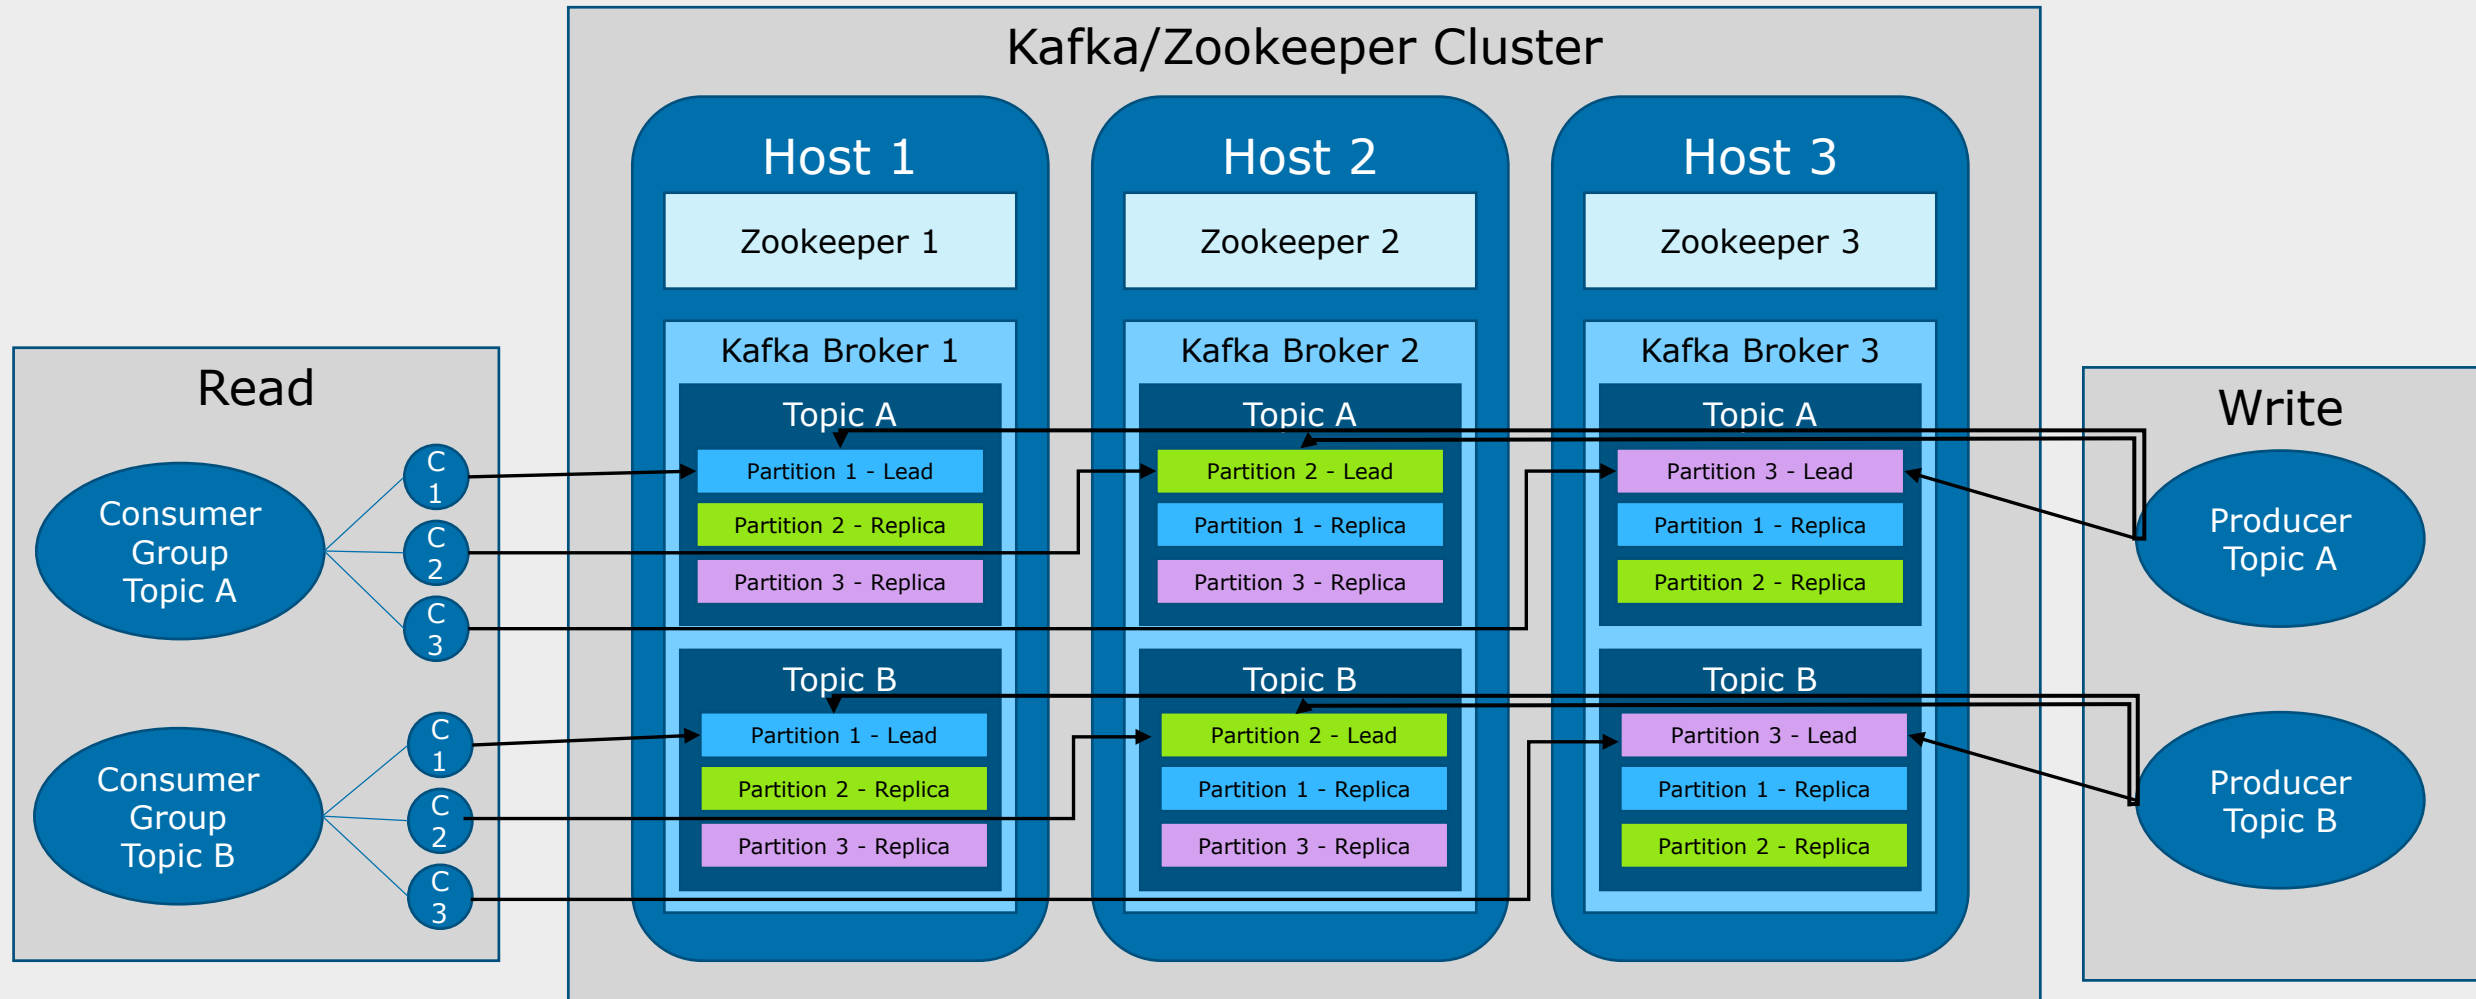 Kafka/Zookeeper Cluster
Read
Consumer
Group
Topic A
C
1
C
2
C
3
Consumer
Group
Topic B
C
1
C
2
C
3
Host 1
Zookeeper 1
Kafka Broker 1
Topic A
Partition 1 - Lead
Partition 2 - Replica
Partition 3 - Replica
Topic B
Partition 1 - Lead
Partition 2 - Replica
Partition 3 - Replica
Host 2
Zookeeper 2
Kafka Broker 2
Topic A
Partition 2 - Lead
Partition 1 - Replica
Partition 3 - Replica
Topic B
Partition 2 - Lead
Partition 1 - Replica
Partition 3 - Replica
Host 3
Zookeeper 3
Kafka Broker 3
Topic A
Partition 3 - Lead
Partition 1 - Replica
Partition 2 - Replica
Topic B
Partition 3 - Lead
Partition 1 - Replica
Partition 2 - Replica
Write
Producer
Topic A
Producer
Topic B